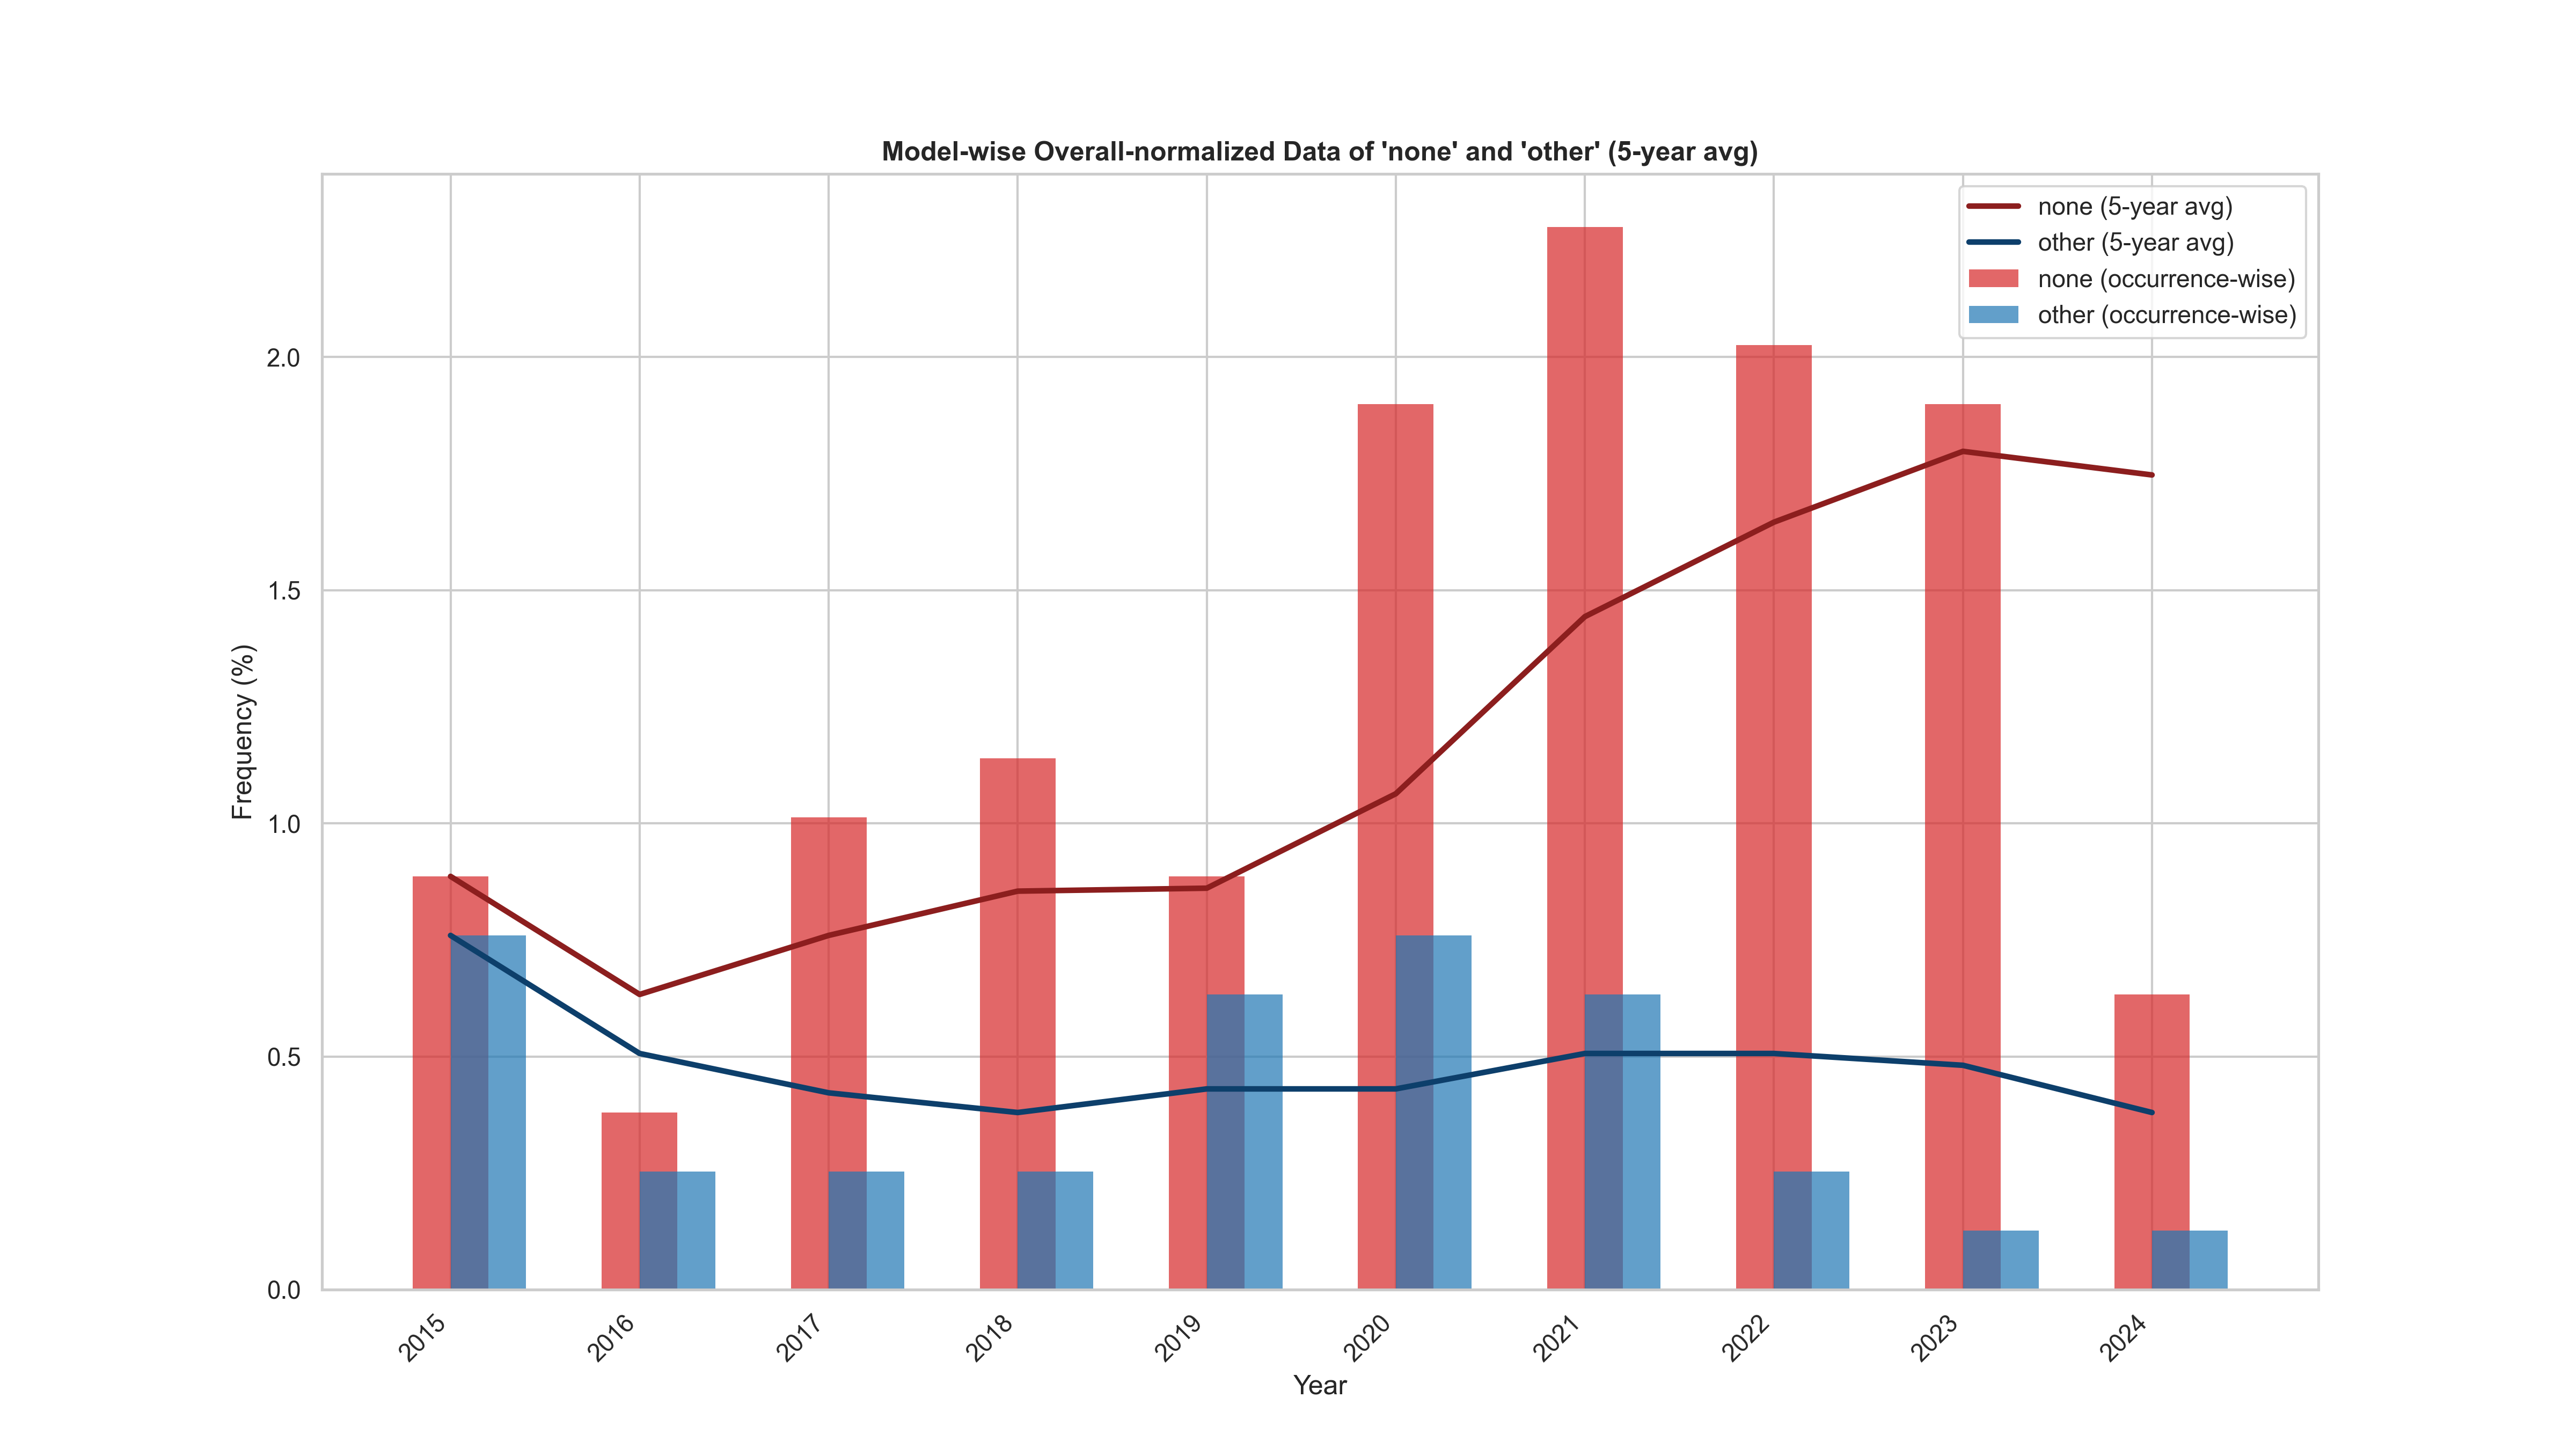 Model-wise Overall-normalized Data of 'none' and 'other' (5-year avg)
none (5-year avg)
other (5-year avg)
none (occurrence-wise)
other (occurrence-wise)
Frequency (%)
2.0
1.5
1.0
0.5
0.0
2015
2016
2017
2018
2019
2020
2021
2022
2023
2024
Year